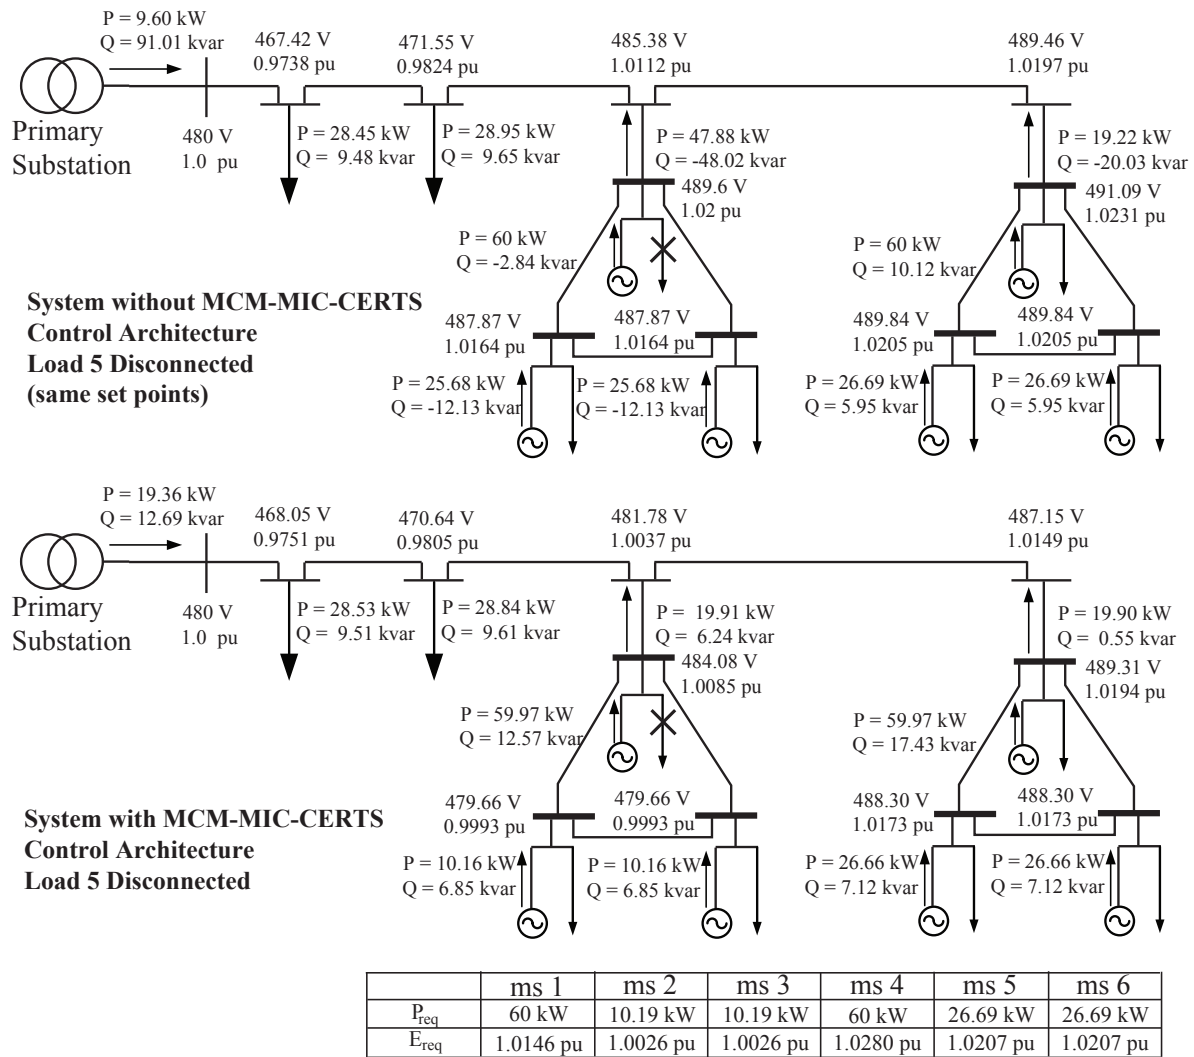 P = 9.60 kW
Q = 91.01 kvar
467.42 V
0.9738 pu
471.55 V
0.9824 pu
485.38 V
1.0112 pu
489.46 V
1.0197 pu
Primary
Substation
480 V
1.0 pu
P = 28.45 kW
Q = 9.48 kvar
P = 28.95 kW
Q = 9.65 kvar
P = 47.88 kW
Q = -48.02 kvar
489.6 V
1.02 pu
P = 19.22 kW
Q = -20.03 kvar
491.09 V
1.0231 pu
P = 60 kW
Q = -2.84 kvar
P = 60 kW
Q = 10.12 kvar
System without MCM-MIC-CERTS
Control Architecture
Load 5 Disconnected
(same set points)
487.87 V
1.0164 pu
487.87 V
1.0164 pu
489.84 V
1.0205 pu
489.84 V
1.0205 pu
P = 25.68 kW
Q = -12.13 kvar
P = 25.68 kW
Q = -12.13 kvar
P = 26.69 kW
Q = 5.95 kvar
P = 26.69 kW
Q = 5.95 kvar
P = 19.36 kW
Q = 12.69 kvar
468.05 V
0.9751 pu
470.64 V
0.9805 pu
481.78 V
1.0037 pu
487.15 V
1.0149 pu
Primary
Substation
480 V
1.0 pu
P = 28.53 kW
Q = 9.51 kvar
P = 28.84 kW
Q = 9.61 kvar
P = 19.91 kW
Q = 6.24 kvar
484.08 V
1.0085 pu
P = 19.90 kW
Q = 0.55 kvar
489.31 V
1.0194 pu
P = 59.97 kW
Q = 12.57 kvar
P = 59.97 kW
Q = 17.43 kvar
System with MCM-MIC-CERTS
Control Architecture
Load 5 Disconnected
479.66 V
0.9993 pu
479.66 V
0.9993 pu
488.30 V
1.0173 pu
488.30 V
1.0173 pu
P = 10.16 kW
Q = 6.85 kvar
P = 10.16 kW
Q = 6.85 kvar
P = 26.66 kW
Q = 7.12 kvar
P = 26.66 kW
Q = 7.12 kvar
ms 1 ms 2 ms 3 ms 4 ms 5 ms 6
Preq 60 kW 10.19 kW 10.19 kW 60 kW 26.69 kW 26.69 kW
Ereq 1.0146 pu 1.0026 pu 1.0026 pu 1.0280 pu 1.0207 pu 1.0207 pu